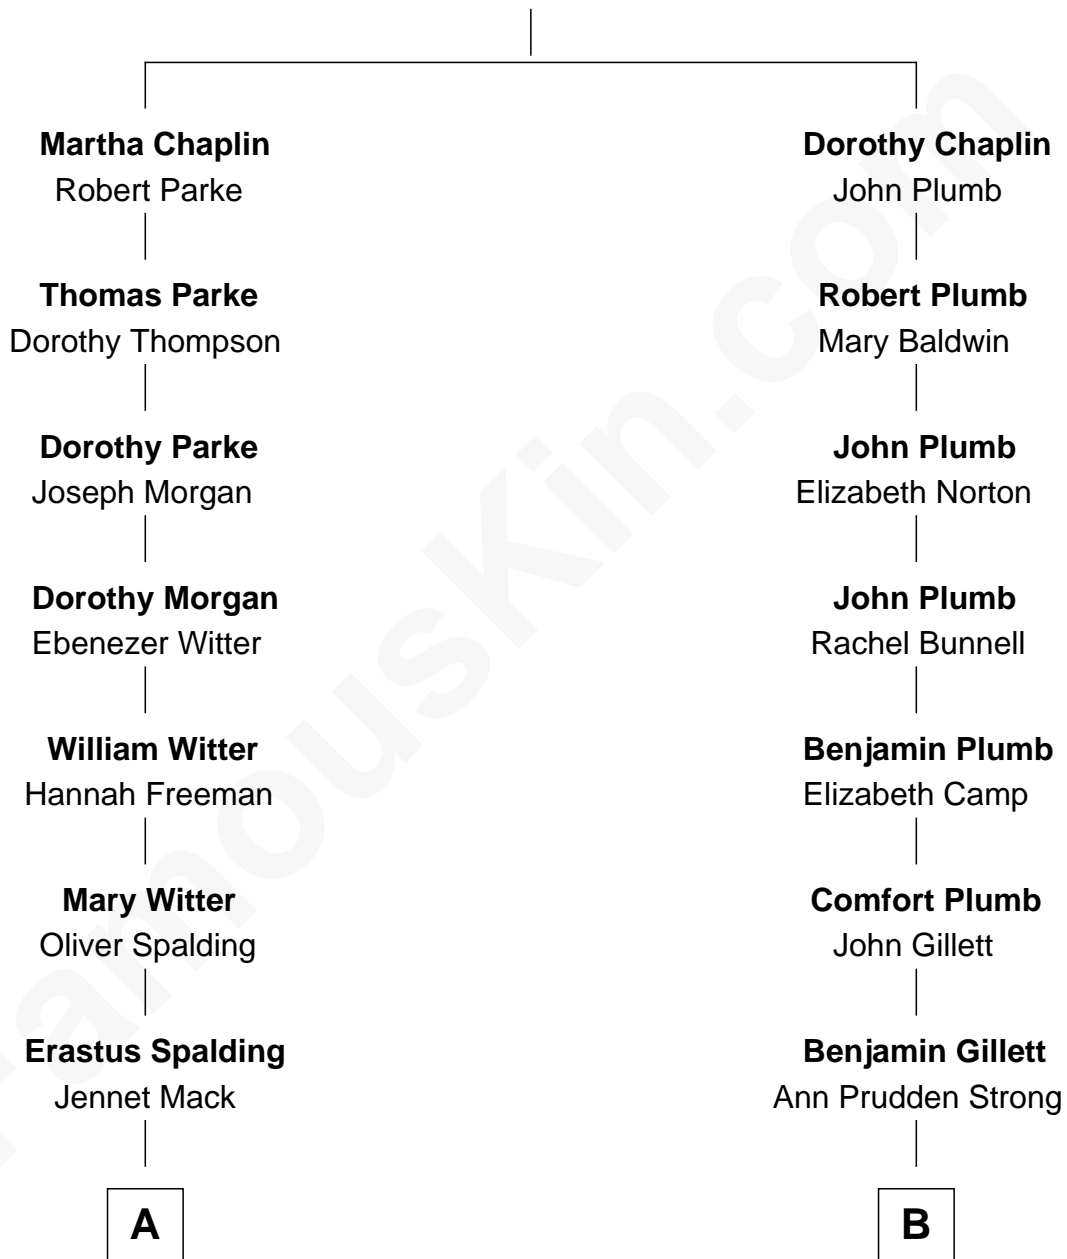 Martha Chaplin
Robert Parke
Thomas Parke
Dorothy Thompson
Dorothy Parke
Joseph Morgan
Dorothy Morgan
Ebenezer Witter
William Witter
Hannah Freeman
Mary Witter
Oliver Spalding
Erastus Spalding
Jennet Mack
A
Dorothy Chaplin
John Plumb
Robert Plumb
Mary Baldwin
John Plumb
Elizabeth Norton
John Plumb
Rachel Bunnell
Benjamin Plumb
Elizabeth Camp
Comfort Plumb
John Gillett
Benjamin Gillett
Ann Prudden Strong
B
FamousKin.com